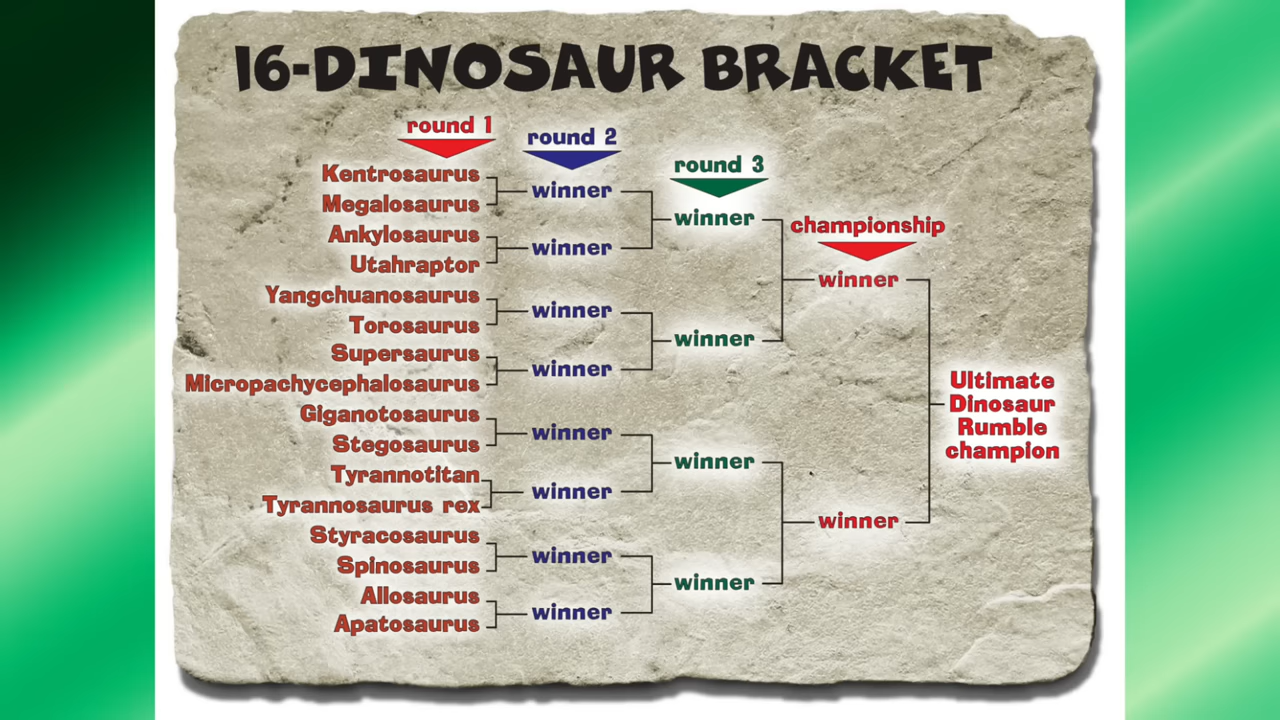 16-DINOSAUR BRACKET
round 1
round 2
round 3
championship
Kentrosaurus
Megalosaurus
Ankylosaurus
Utahraptor
Yangchuanosaurus
Torosaurus
Supersaurus
Micropachycephalosaurus
Giganotosaurus
Stegosaurus
Tyrannotitan
Tyrannosaurus rex
Styracosaurus
Spinosaurus
Allosaurus
Apatosaurus
winner
winner
winner
winner
winner
winner
winner
winner
winner
winner
winner
winner
winner
winner
Ultimate
Dinosaur
Rumble
champion